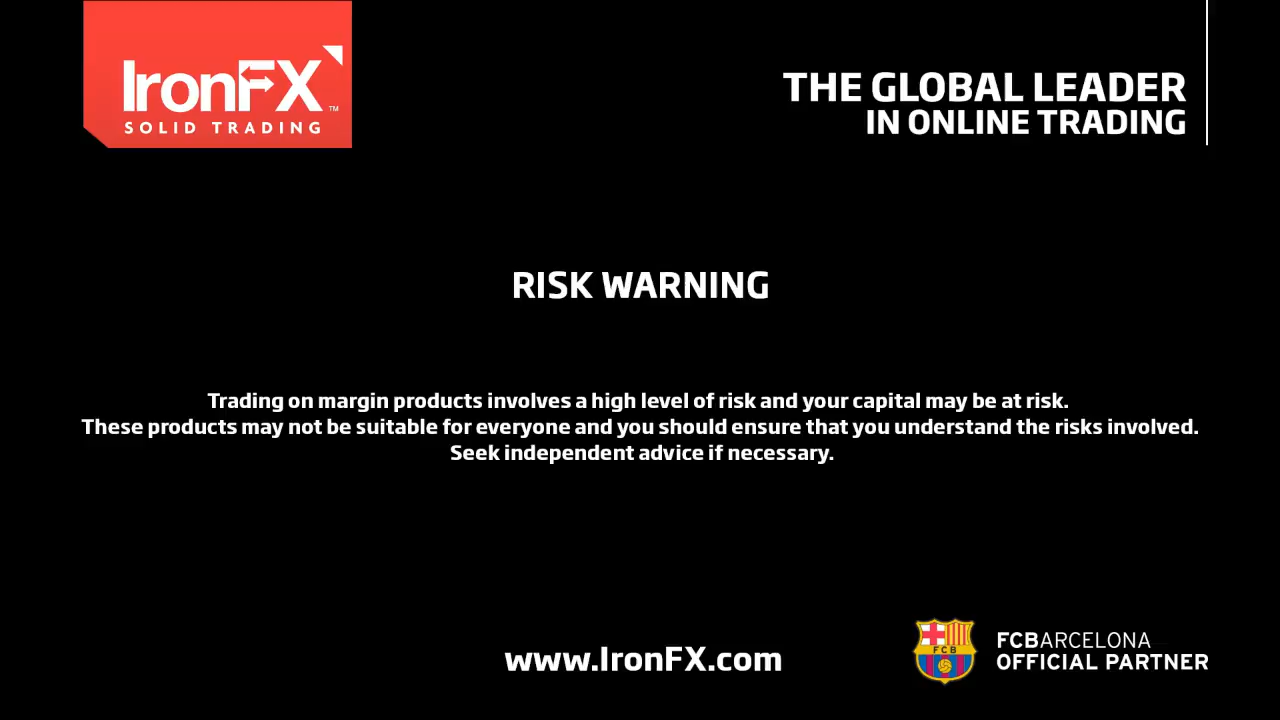 IronFX™
SOLID TRADING
THE GLOBAL LEADER
IN ONLINE TRADING
RISK WARNING
Trading on margin products involves a high level of risk and your capital may be at risk.
These products may not be suitable for everyone and you should ensure that you understand the risks involved.
Seek independent advice if necessary.
www.IronFX.com
FCB
FCBARCELONA
OFFICIAL PARTNER